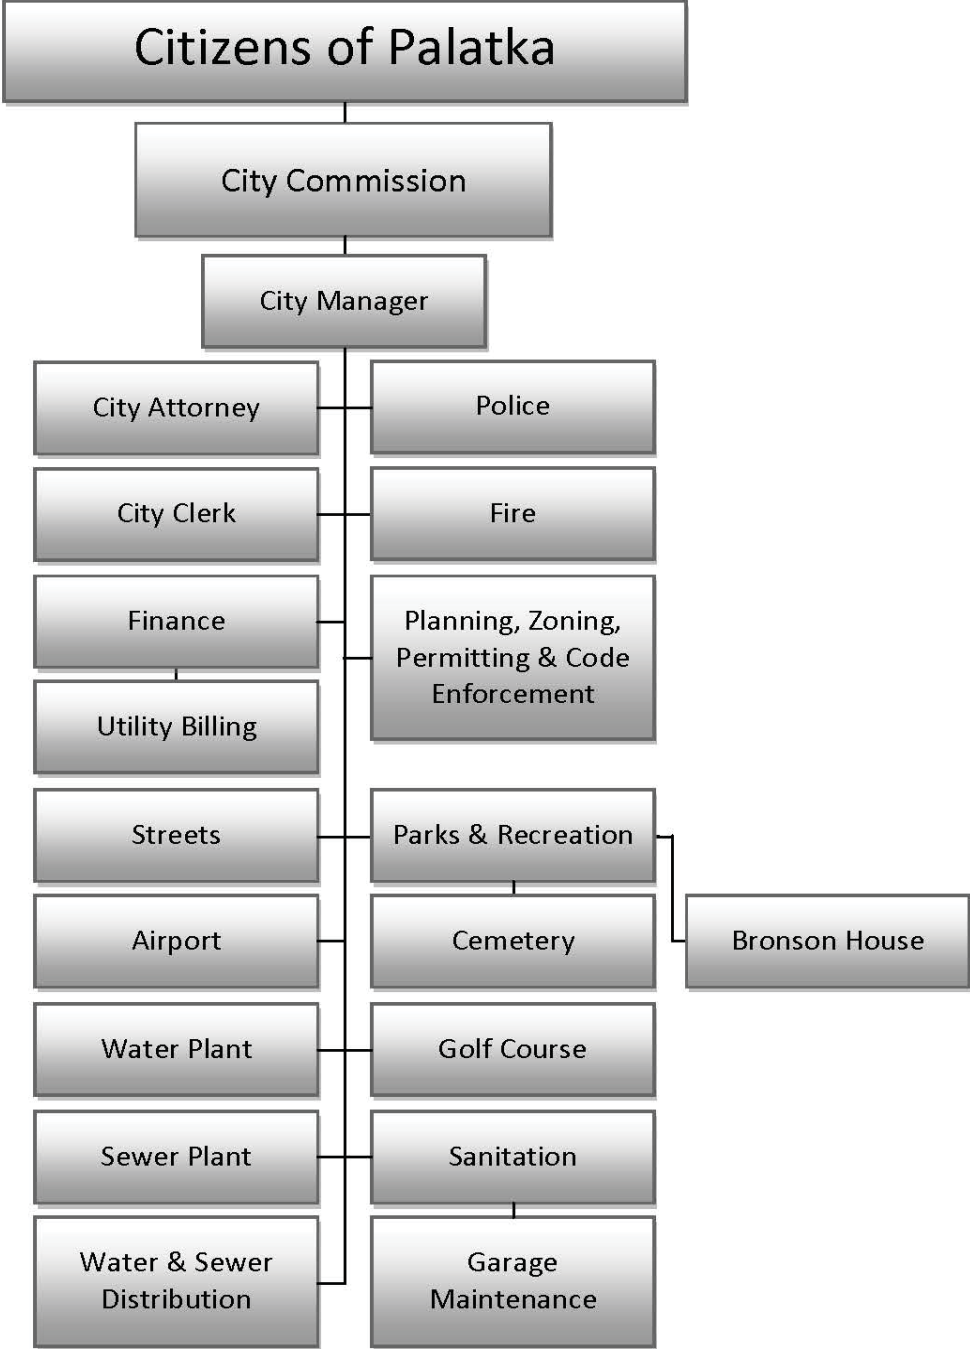 Citizens of Palatka
City Commission
City Manager
City Attorney
Police
City Clerk
Fire
Finance
Planning, Zoning,
Permitting & Code
Enforcement
Utility Billing
Streets
Parks & Recreation
Airport
Cemetery
Bronson House
Water Plant
Golf Course
Sewer Plant
Sanitation
Water & Sewer
Distribution
Garage
Maintenance